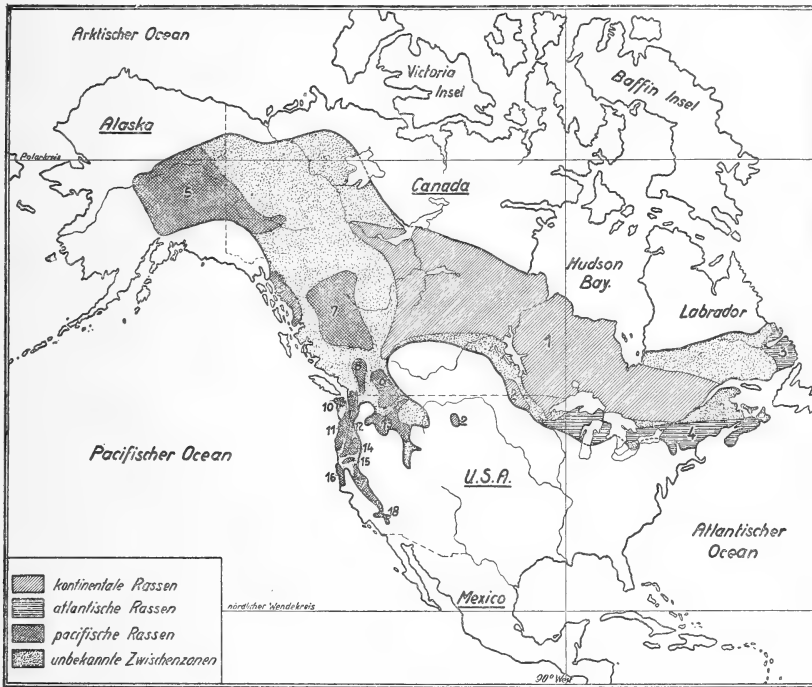 Arktischer Ocean
Victoria
Insel
Baffin Insel
Alaska
Polarkreis
Canada
5
Hudson
Bay.
Labrador
7
1
3
10
2
11
12
4
14
Pacifischer Ocean
15
16
U.S.A.
18
Atlantischer
Ocean
kontinentale Rassen
atlantische Rassen
nördlicher Wendekreis
Mexico
pacifische Rassen
unbekannte Zwischenzonen
90° West